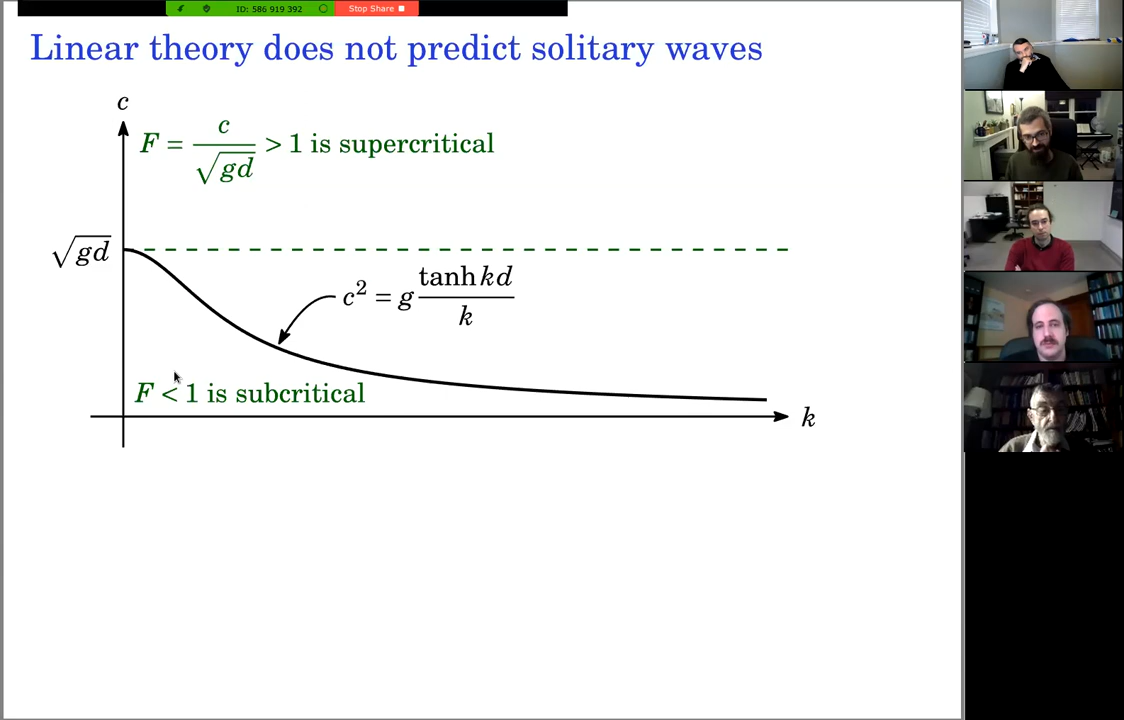 ID: 586 919 392 Stop Share
Linear theory does not predict solitary waves
c
F = c/√gd > 1 is supercritical
√gd
c² = g tanh kd/k
F < 1 is subcritical
k